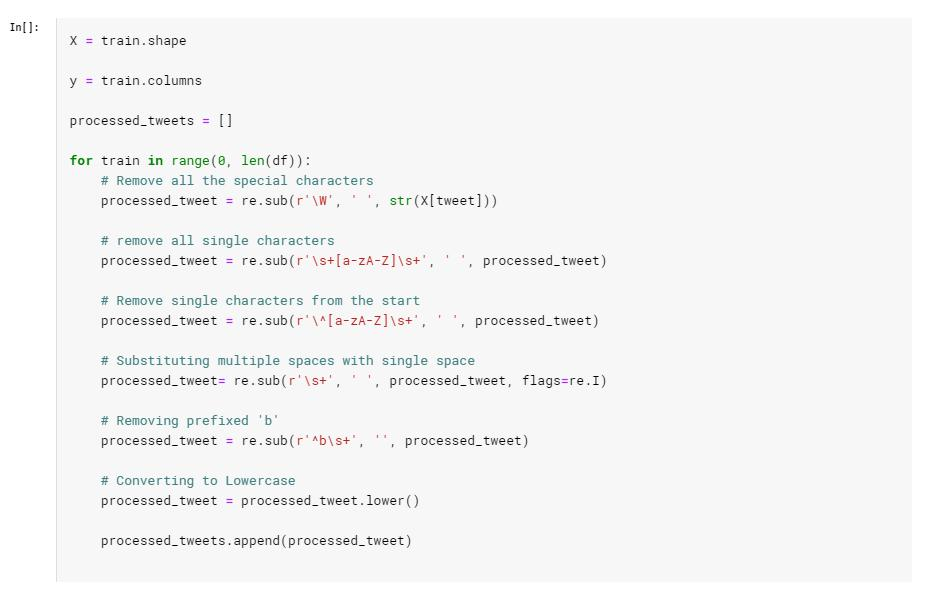 In[]:
X = train.shape
y = train.columns
processed_tweets = []
for train in range(0, len(df)):
    # Remove all the special characters
    processed_tweet = re.sub(r'\W', ' ', str(X[tweet]))
    # remove all single characters
    processed_tweet = re.sub(r'\s+[a-zA-Z]\s+', ' ', processed_tweet)
    # Remove single characters from the start
    processed_tweet = re.sub(r'\^[a-zA-Z]\s+', ' ', processed_tweet)
    # Substituting multiple spaces with single space
    processed_tweet= re.sub(r'\s+', ' ', processed_tweet, flags=re.I)
    # Removing prefixed 'b'
    processed_tweet = re.sub(r'^b\s+', '', processed_tweet)
    # Converting to Lowercase
    processed_tweet = processed_tweet.lower()
    processed_tweets.append(processed_tweet)